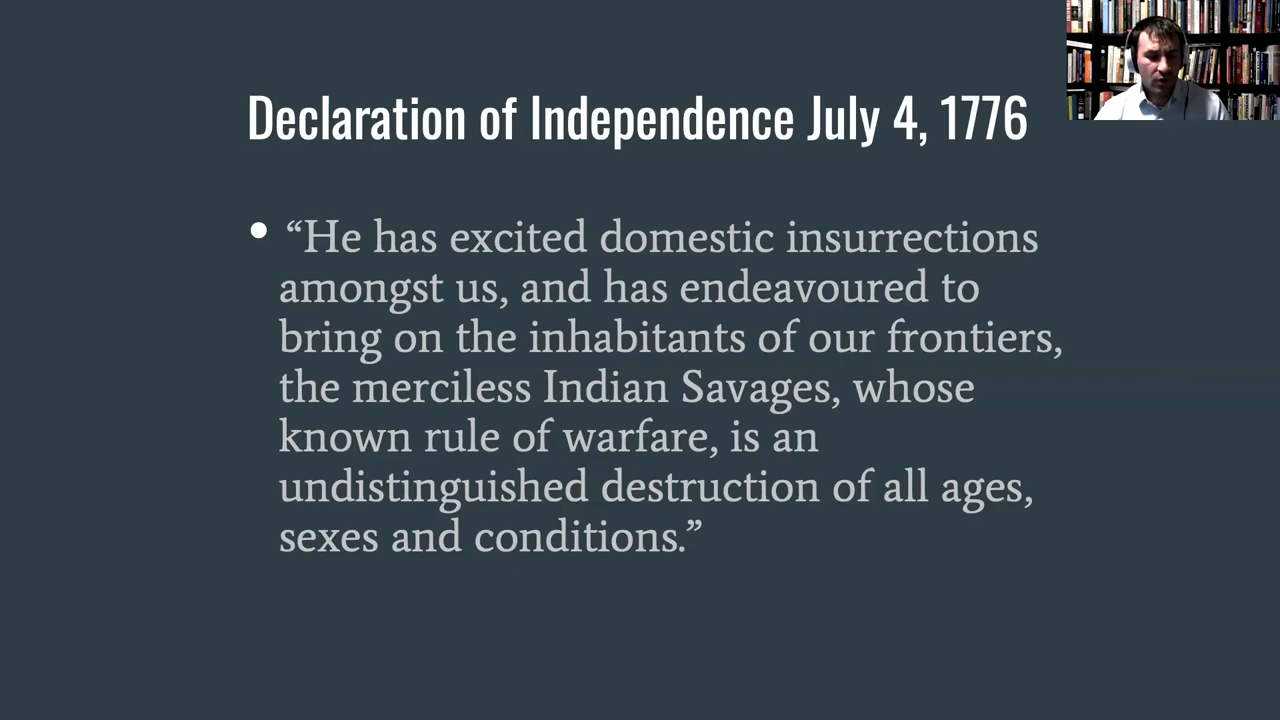 Declaration of Independence July 4, 1776
• “He has excited domestic insurrections
amongst us, and has endeavoured to
bring on the inhabitants of our frontiers,
the merciless Indian Savages, whose
known rule of warfare, is an
undistinguished destruction of all ages,
sexes and conditions.”